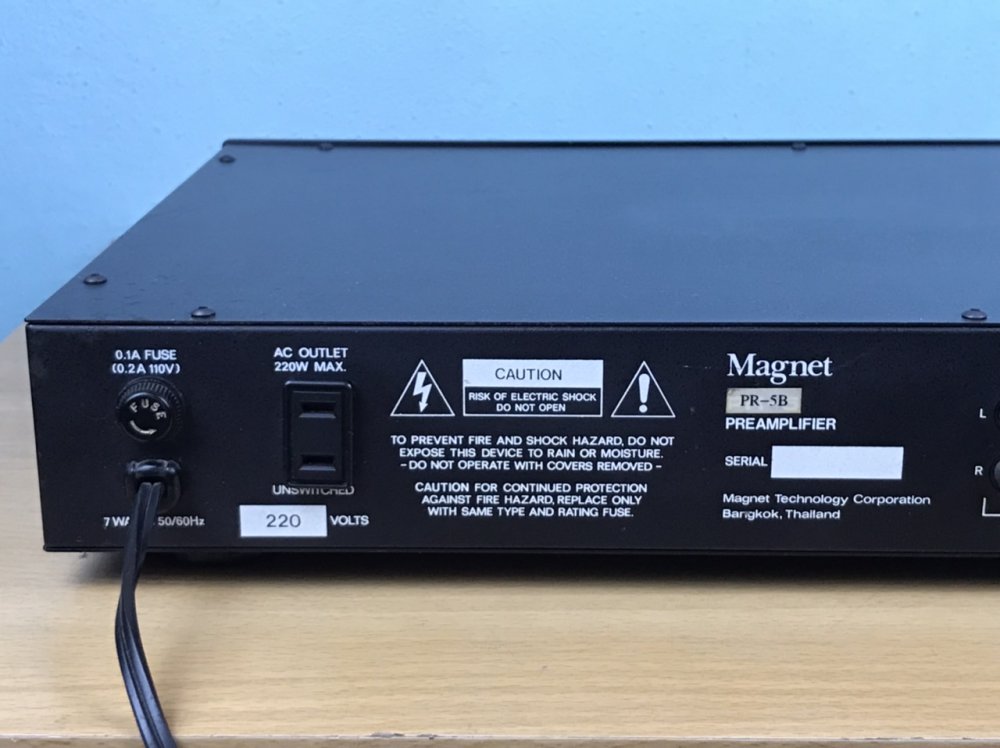 0.1A FUSE
(0.2A 110V)
FUSE
50/60Hz
AC OUTLET
220W MAX.
UNSWITCHED
220 VOLTS
CAUTION
RISK OF ELECTRIC SHOCK
DO NOT OPEN
TO PREVENT FIRE AND SHOCK HAZARD, DO NOT
EXPOSE THIS DEVICE TO RAIN OR MOISTURE.
- DO NOT OPERATE WITH COVERS REMOVED -
CAUTION FOR CONTINUED PROTECTION
AGAINST FIRE HAZARD, REPLACE ONLY
WITH SAME TYPE AND RATING FUSE.
Magnet
PR-5B
PREAMPLIFIER
SERIAL
Magnet Technology Corporation
Bangkok, Thailand
L
R